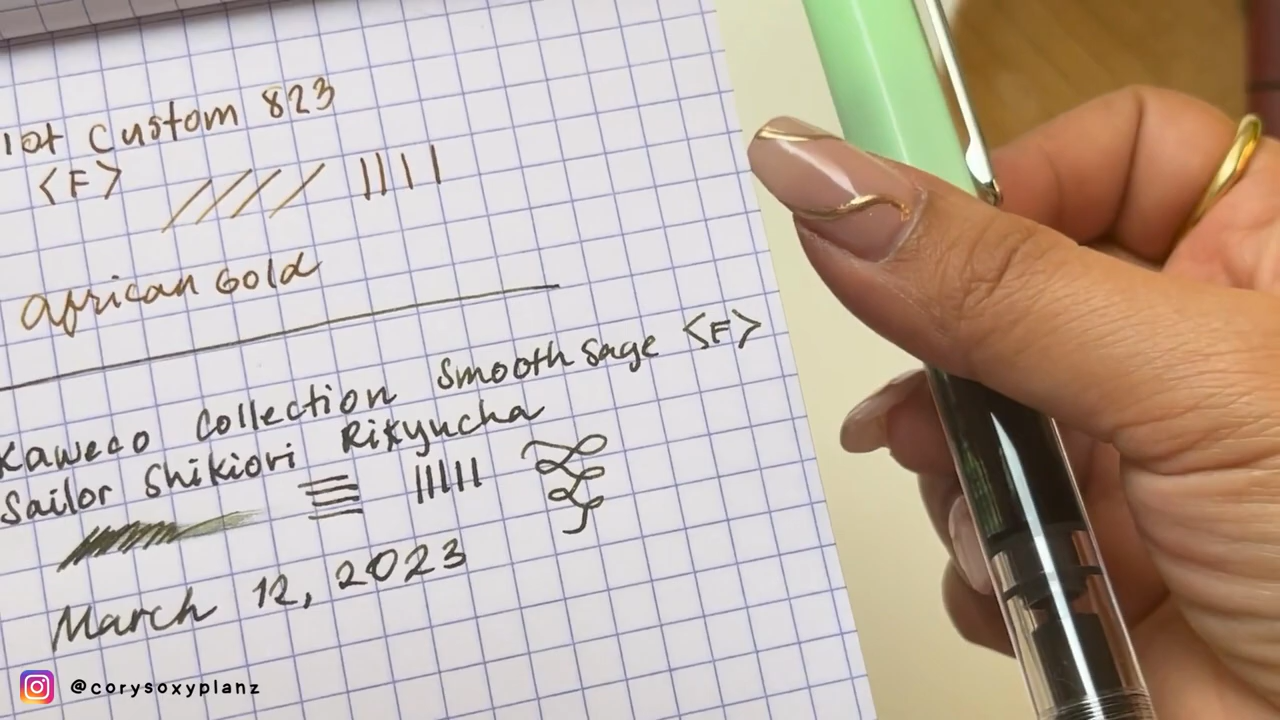 lot Custom 823
<F>
African Gold
Kaweco Collection Smooth Sage <F>
Sailor Shikiori Rikyucha
March 12, 2023
@corysoxyplanz